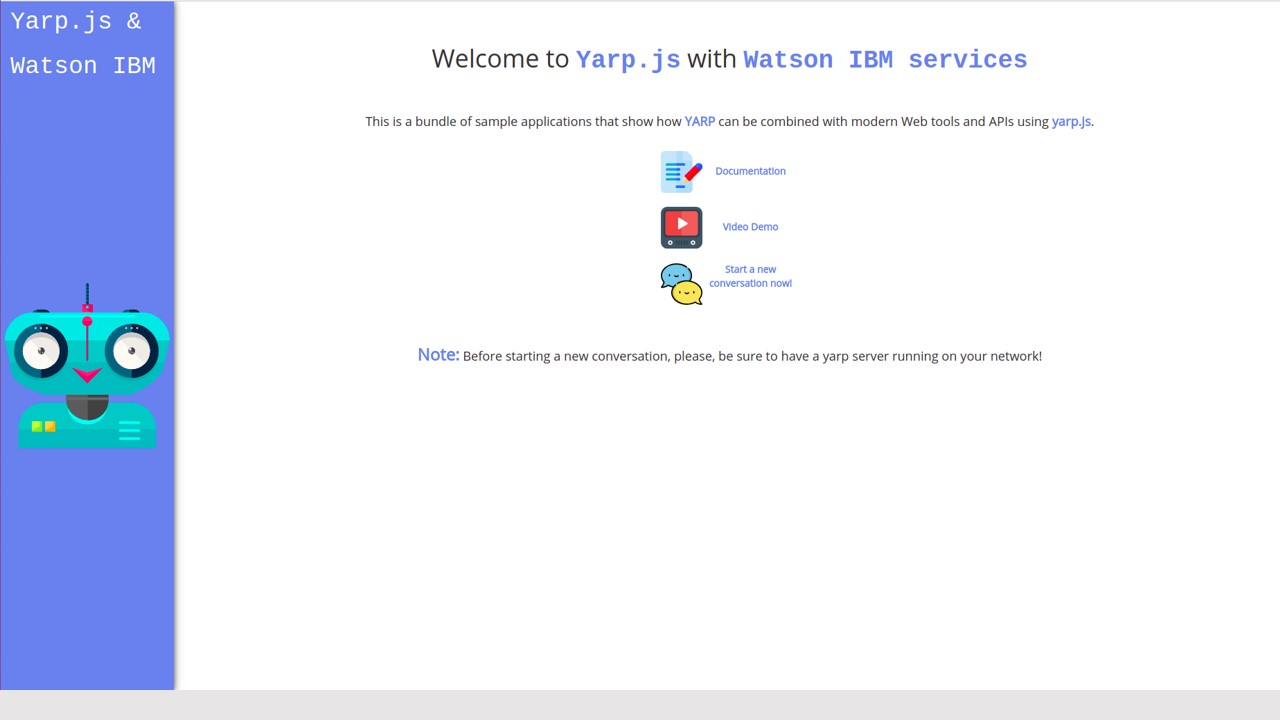 Yarp.js &
Watson IBM
Welcome to Yarp.js with Watson IBM services
This is a bundle of sample applications that show how YARP can be combined with modern Web tools and APIs using yarp.js.
Documentation
Video Demo
Start a new
conversation now!
Note: Before starting a new conversation, please, be sure to have a yarp server running on your network!